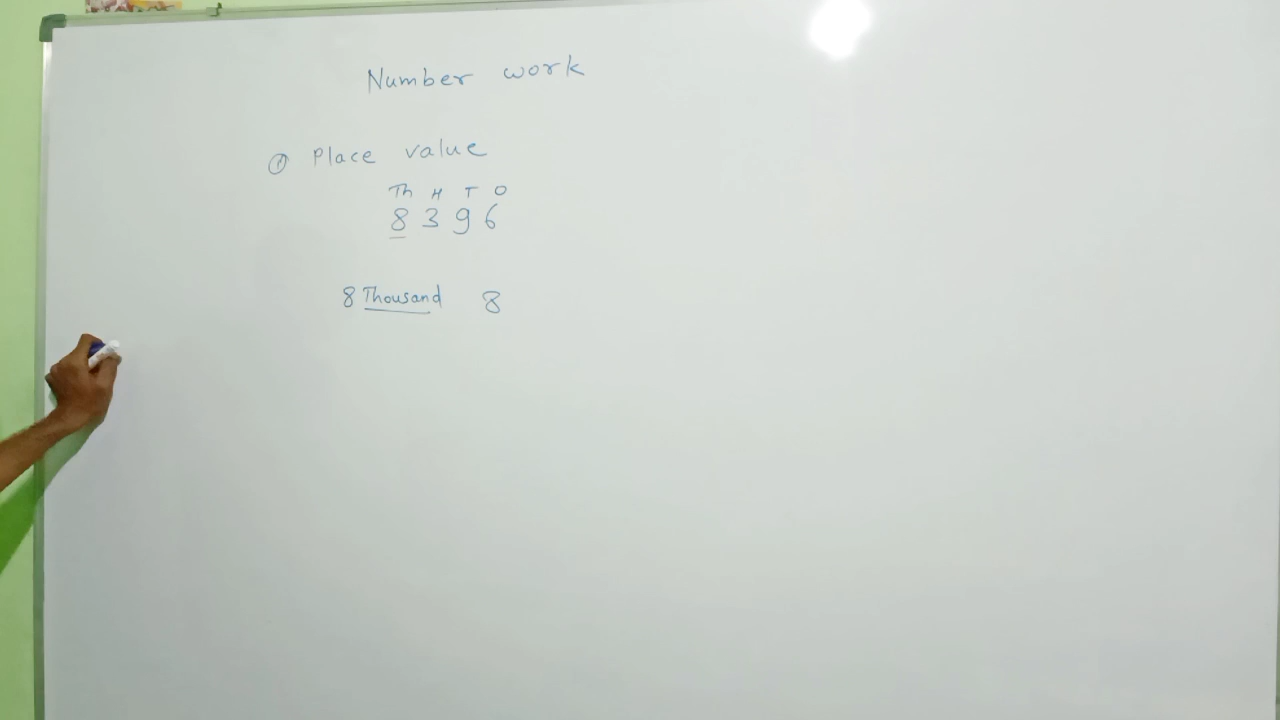 Number work
① Place value
Th H T O
8 3 9 6
8 Thousand 8